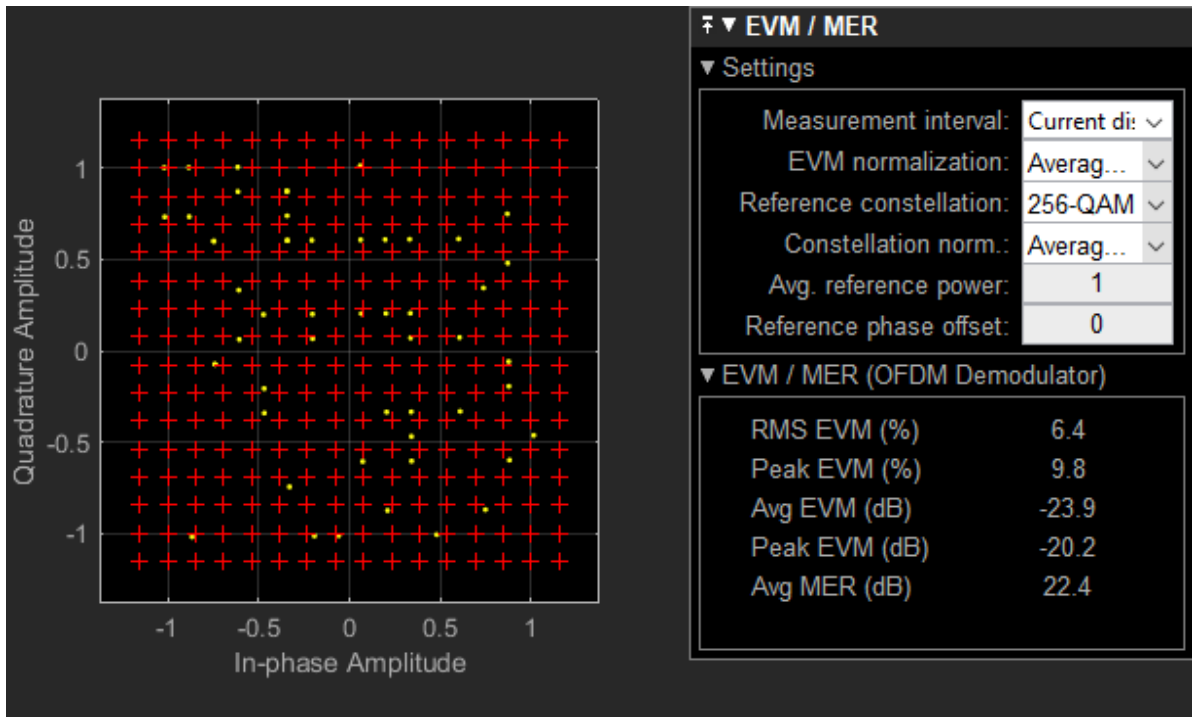 EVM / MER
Settings
Measurement interval: Current di
EVM normalization: Averag...
Reference constellation: 256-QAM
Constellation norm.: Averag...
Avg. reference power: 1
Reference phase offset: 0
EVM / MER (OFDM Demodulator)
RMS EVM (%) 6.4
Peak EVM (%) 9.8
Avg EVM (dB) -23.9
Peak EVM (dB) -20.2
Avg MER (dB) 22.4
Quadrature Amplitude
1
0.5
0
-0.5
-1
-1 -0.5 0 0.5 1
In-phase Amplitude